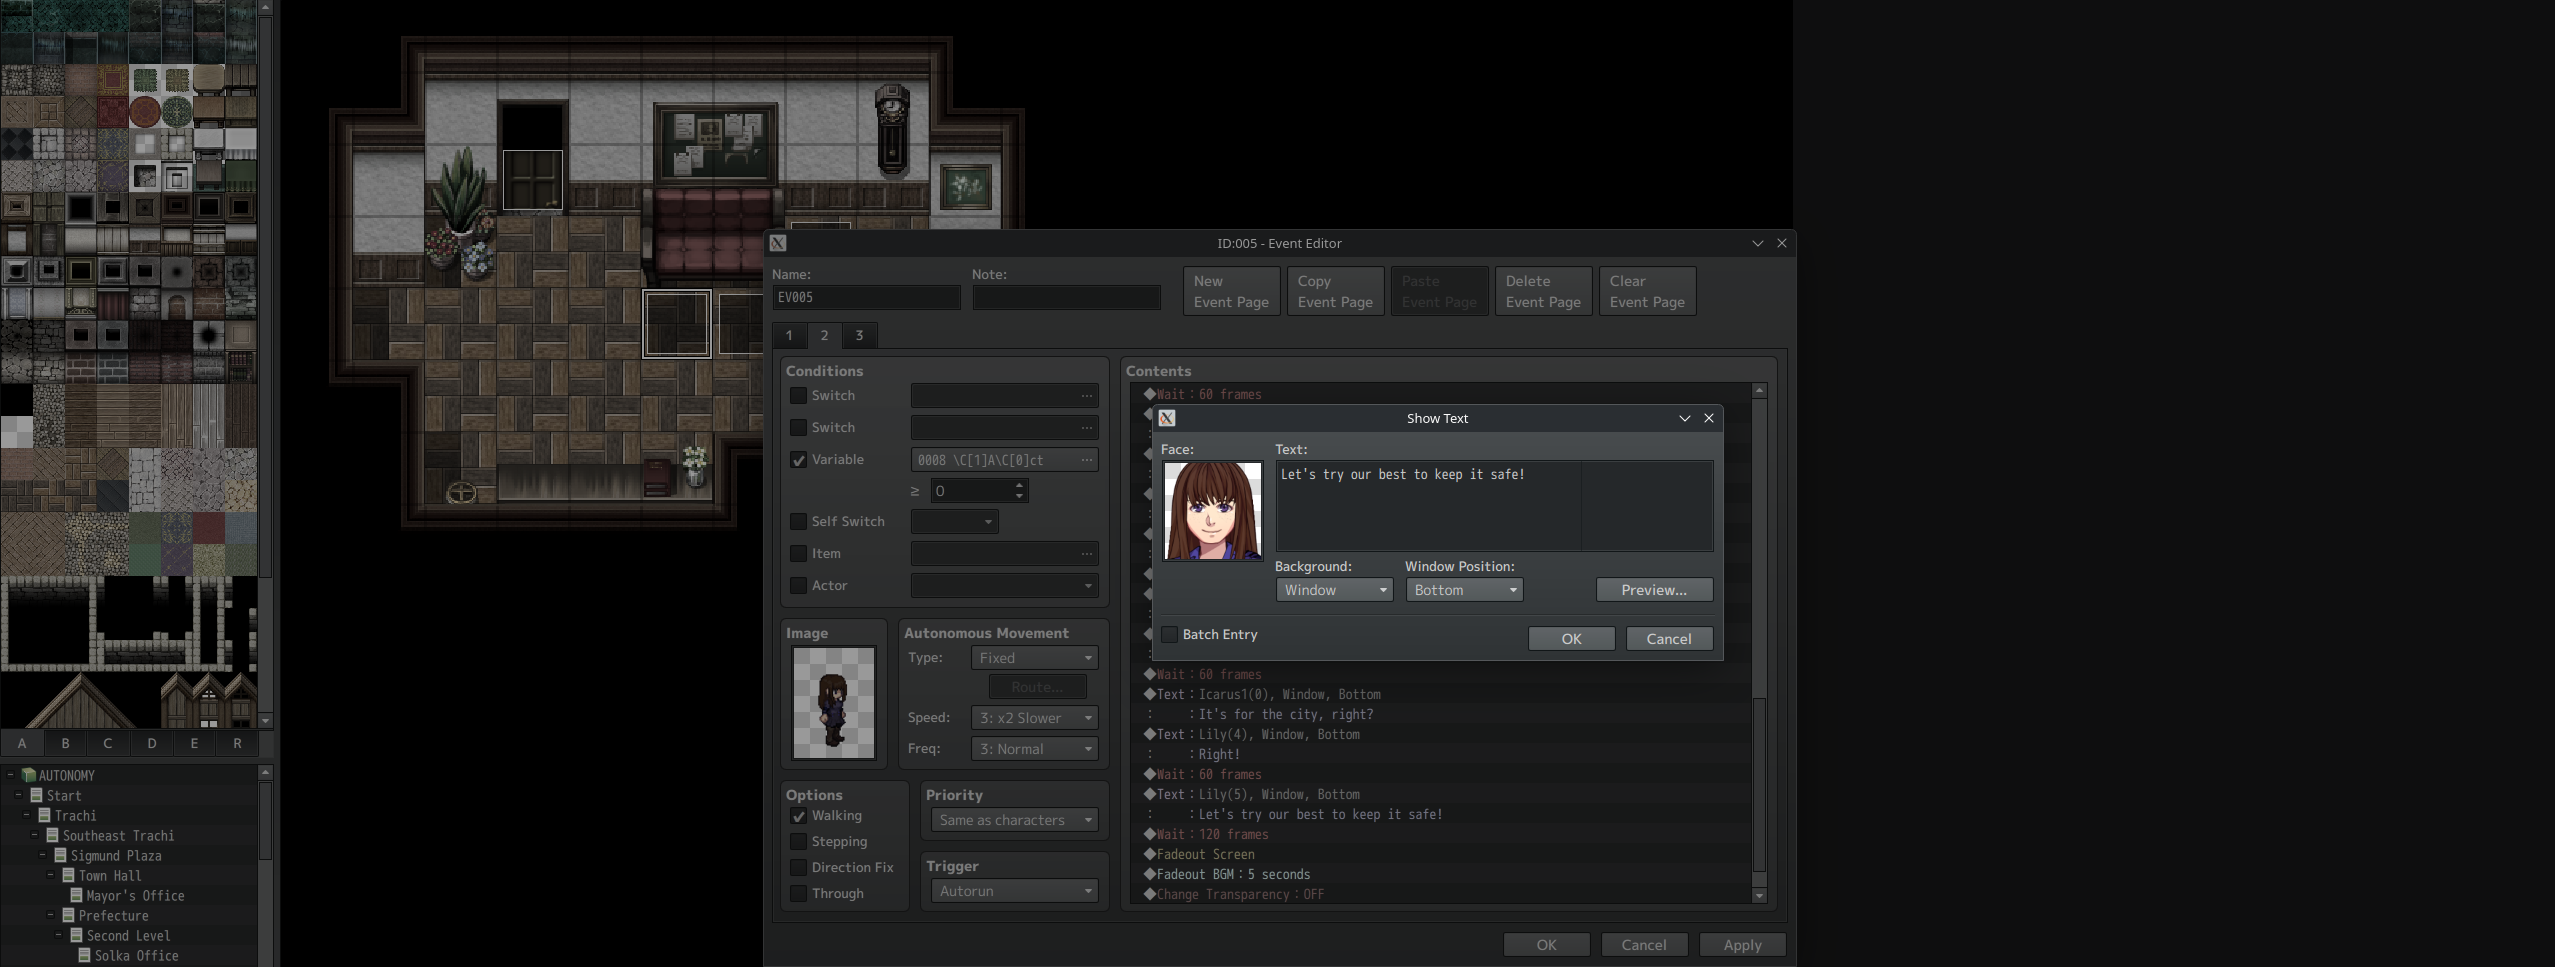 ID:005 - Event Editor
Name:
Note:
EV005
New
Event Page
Copy
Event Page
Paste
Event Page
Delete
Event Page
Clear
Event Page
1
2
3
Conditions
Switch
...
Switch
...
Variable
0008 \C[1]A\C[0]ct
...
≥
0
Self Switch
Item
...
Actor
Image
Autonomous Movement
Type:
Fixed
Route...
Speed:
3: x2 Slower
Freq:
3: Normal
Options
Walking
Stepping
Direction Fix
Through
Priority
Same as characters
Trigger
Autorun
Contents
◆Wait：60 frames
Show Text
Face:
Text:
Let's try our best to keep it safe!
Background:
Window
Window Position:
Bottom
Preview...
Batch Entry
OK
Cancel
◆Wait：60 frames
◆Text：Icarus1(0), Window, Bottom
：It's for the city, right?
◆Text：Lily(4), Window, Bottom
：Right!
◆Wait：60 frames
◆Text：Lily(5), Window, Bottom
：Let's try our best to keep it safe!
◆Wait：120 frames
◆Fadeout Screen
◆Fadeout BGM：5 seconds
◆Change Transparency：OFF
OK
Cancel
Apply
A
B
C
D
E
R
AUTONOMY
Start
Trachi
Southeast Trachi
Sigmund Plaza
Town Hall
Mayor's Office
Prefecture
Second Level
Solka Office